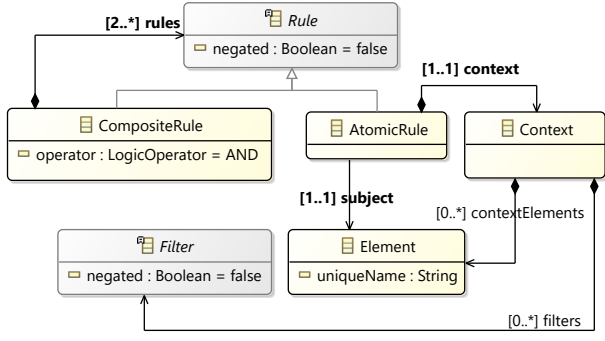 Rule
[2..*] rules
negated : Boolean = false
[1..1] context
CompositeRule
operator : LogicOperator = AND
AtomicRule
Context
[1..1] subject
[0..*] contextElements
Filter
negated : Boolean = false
Element
uniqueName : String
[0..*] filters